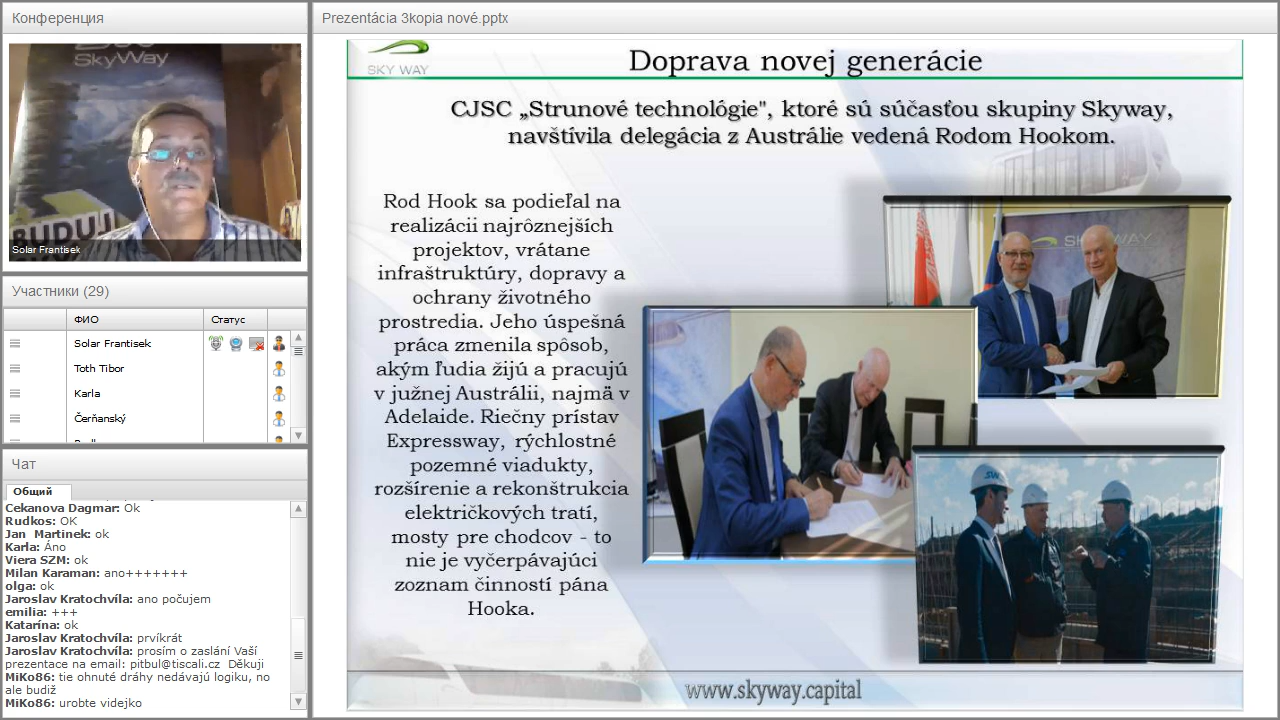 Конференция
SkyWay
BUDUJ
Solar Frantisek
Участники (29)
ФИО Статус
Solar Frantisek
Toth Tibor
Karla
Čerňanský
Чат
Общий
Cekanova Dagmar: Ok
Rudkos: OK
Jan Martinek: ok
Karla: Áno
Viera SZM: ok
Milan Karaman: ano+++++++
olga: ok
Jaroslav Kratochvíla: ano počujem
emilia: +++
Katarína: ok
Jaroslav Kratochvíla: prvíkrát
Jaroslav Kratochvíla: prosím o zaslání Vaší
prezentace na email: pitbul@tiscali.cz Děkuji
MiKo86: tie ohnuté dráhy nedávajú logiku, no
ale budiž
MiKo86: urobte videjko
Prezentácia 3kopia nové.pptx
SKY WAY
Doprava novej generácie
CJSC „Strunové technológie", ktoré sú súčasťou skupiny Skyway,
navštívila delegácia z Austrálie vedená Rodom Hookom.
Rod Hook sa podieľal na
realizácii najrôznejších
projektov, vrátane
infraštruktúry, dopravy a
ochrany životného
prostredia. Jeho úspešná
práca zmenila spôsob,
akým ľudia žijú a pracujú
v južnej Austrálii, najmä v
Adelaide. Riečny prístav
Expressway, rýchlostné
pozemné viadukty,
rozšírenie a rekonštrukcia
električkových tratí,
mosty pre chodcov - to
nie je vyčerpávajúci
zoznam činností pána
Hooka.
SKYWAY
SW
www.skyway.capital